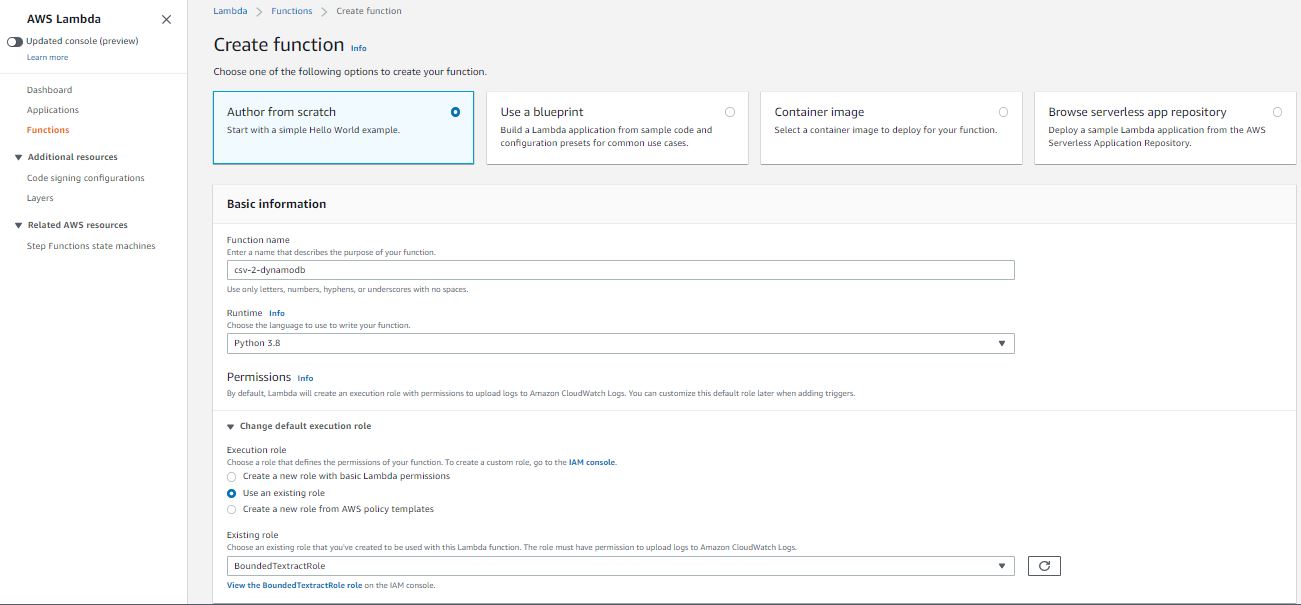 AWS Lambda
Updated console (preview)
Learn more
Dashboard
Applications
Functions
Additional resources
Code signing configurations
Layers
Related AWS resources
Step Functions state machines
Lambda > Functions > Create function
Create function Info
Choose one of the following options to create your function.
Author from scratch
Start with a simple Hello World example.
Use a blueprint
Build a Lambda application from sample code and
configuration presets for common use cases.
Container image
Select a container image to deploy for your function.
Browse serverless app repository
Deploy a sample Lambda application from the AWS
Serverless Application Repository.
Basic information
Function name
Enter a name that describes the purpose of your function.
csv-2-dynamodb
Use only letters, numbers, hyphens, or underscores with no spaces.
Runtime Info
Choose the language to use to write your function.
Python 3.8
Permissions Info
By default, Lambda will create an execution role with permissions to upload logs to Amazon CloudWatch Logs. You can customize this default role later when adding triggers.
Change default execution role
Execution role
Choose a role that defines the permissions of your function. To create a custom role, go to the IAM console.
Create a new role with basic Lambda permissions
Use an existing role
Create a new role from AWS policy templates
Existing role
Choose an existing role that you've created to be used with this Lambda function. The role must have permission to upload logs to Amazon CloudWatch Logs.
BoundedTextractRole
View the BoundedTextractRole role on the IAM console.